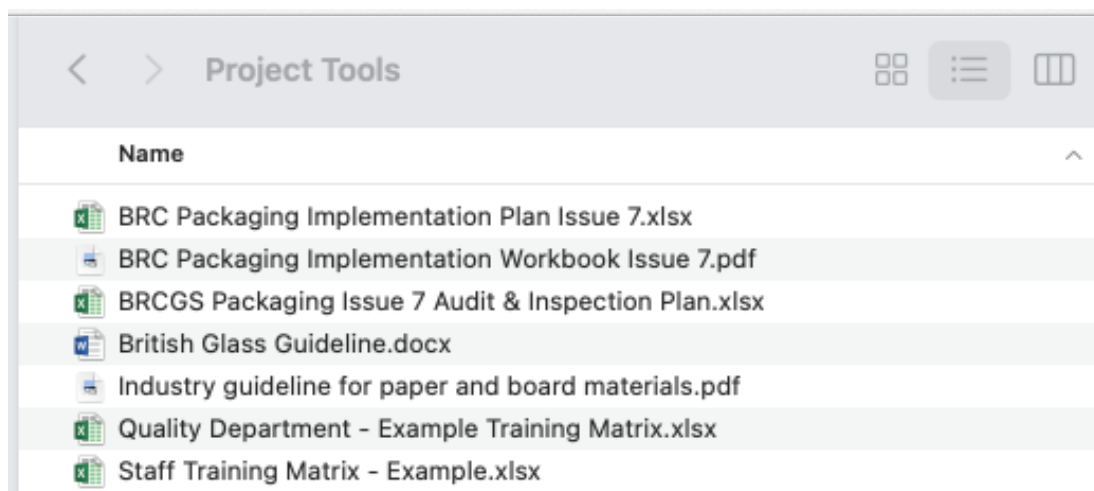 Project Tools
Name
BRC Packaging Implementation Plan Issue 7.xlsx
BRC Packaging Implementation Workbook Issue 7.pdf
BRCGS Packaging Issue 7 Audit & Inspection Plan.xlsx
British Glass Guideline.docx
Industry guideline for paper and board materials.pdf
Quality Department - Example Training Matrix.xlsx
Staff Training Matrix - Example.xlsx